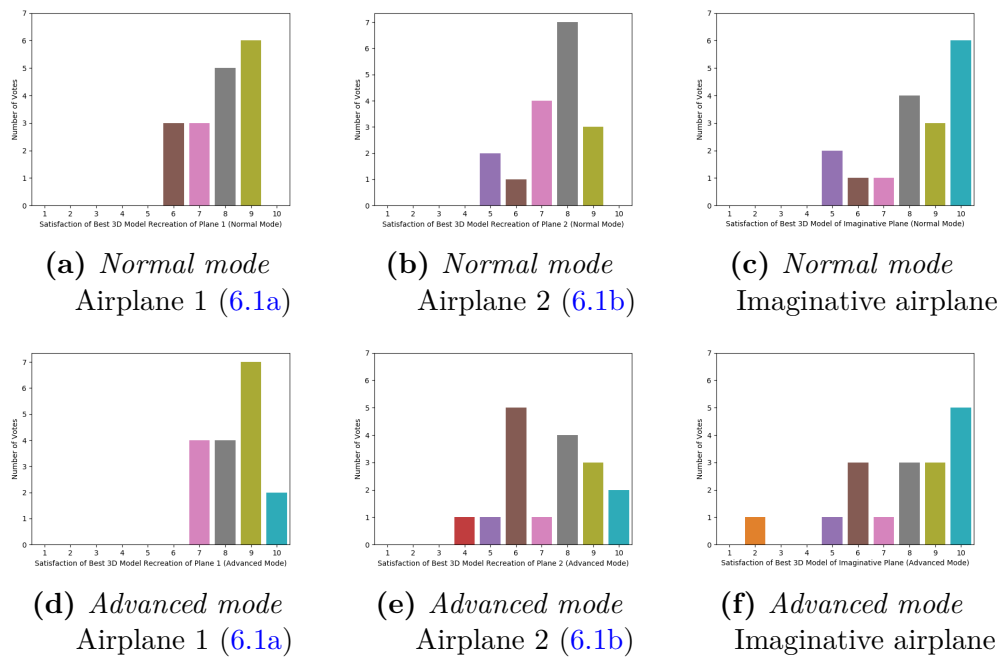 7
6
5
4
3
2
1
0
Number of Votes
1 2 3 4 5 6 7 8 9 10
Satisfaction of Best 3D Model Recreation of Plane 1 (Normal Mode)
(a) Normal mode
Airplane 1 (6.1a)
7
6
5
4
3
2
1
0
Number of Votes
1 2 3 4 5 6 7 8 9 10
Satisfaction of Best 3D Model Recreation of Plane 2 (Normal Mode)
(b) Normal mode
Airplane 2 (6.1b)
7
6
5
4
3
2
1
0
Number of Votes
1 2 3 4 5 6 7 8 9 10
Satisfaction of Best 3D Model of Imaginative Plane (Normal Mode)
(c) Normal mode
Imaginative airplane
7
6
5
4
3
2
1
0
Number of Votes
1 2 3 4 5 6 7 8 9 10
Satisfaction of Best 3D Model Recreation of Plane 1 (Advanced Mode)
(d) Advanced mode
Airplane 1 (6.1a)
7
6
5
4
3
2
1
0
Number of Votes
1 2 3 4 5 6 7 8 9 10
Satisfaction of Best 3D Model Recreation of Plane 2 (Advanced Mode)
(e) Advanced mode
Airplane 2 (6.1b)
7
6
5
4
3
2
1
0
Number of Votes
1 2 3 4 5 6 7 8 9 10
Satisfaction of Best 3D Model of Imaginative Plane (Advanced Mode)
(f) Advanced mode
Imaginative airplane